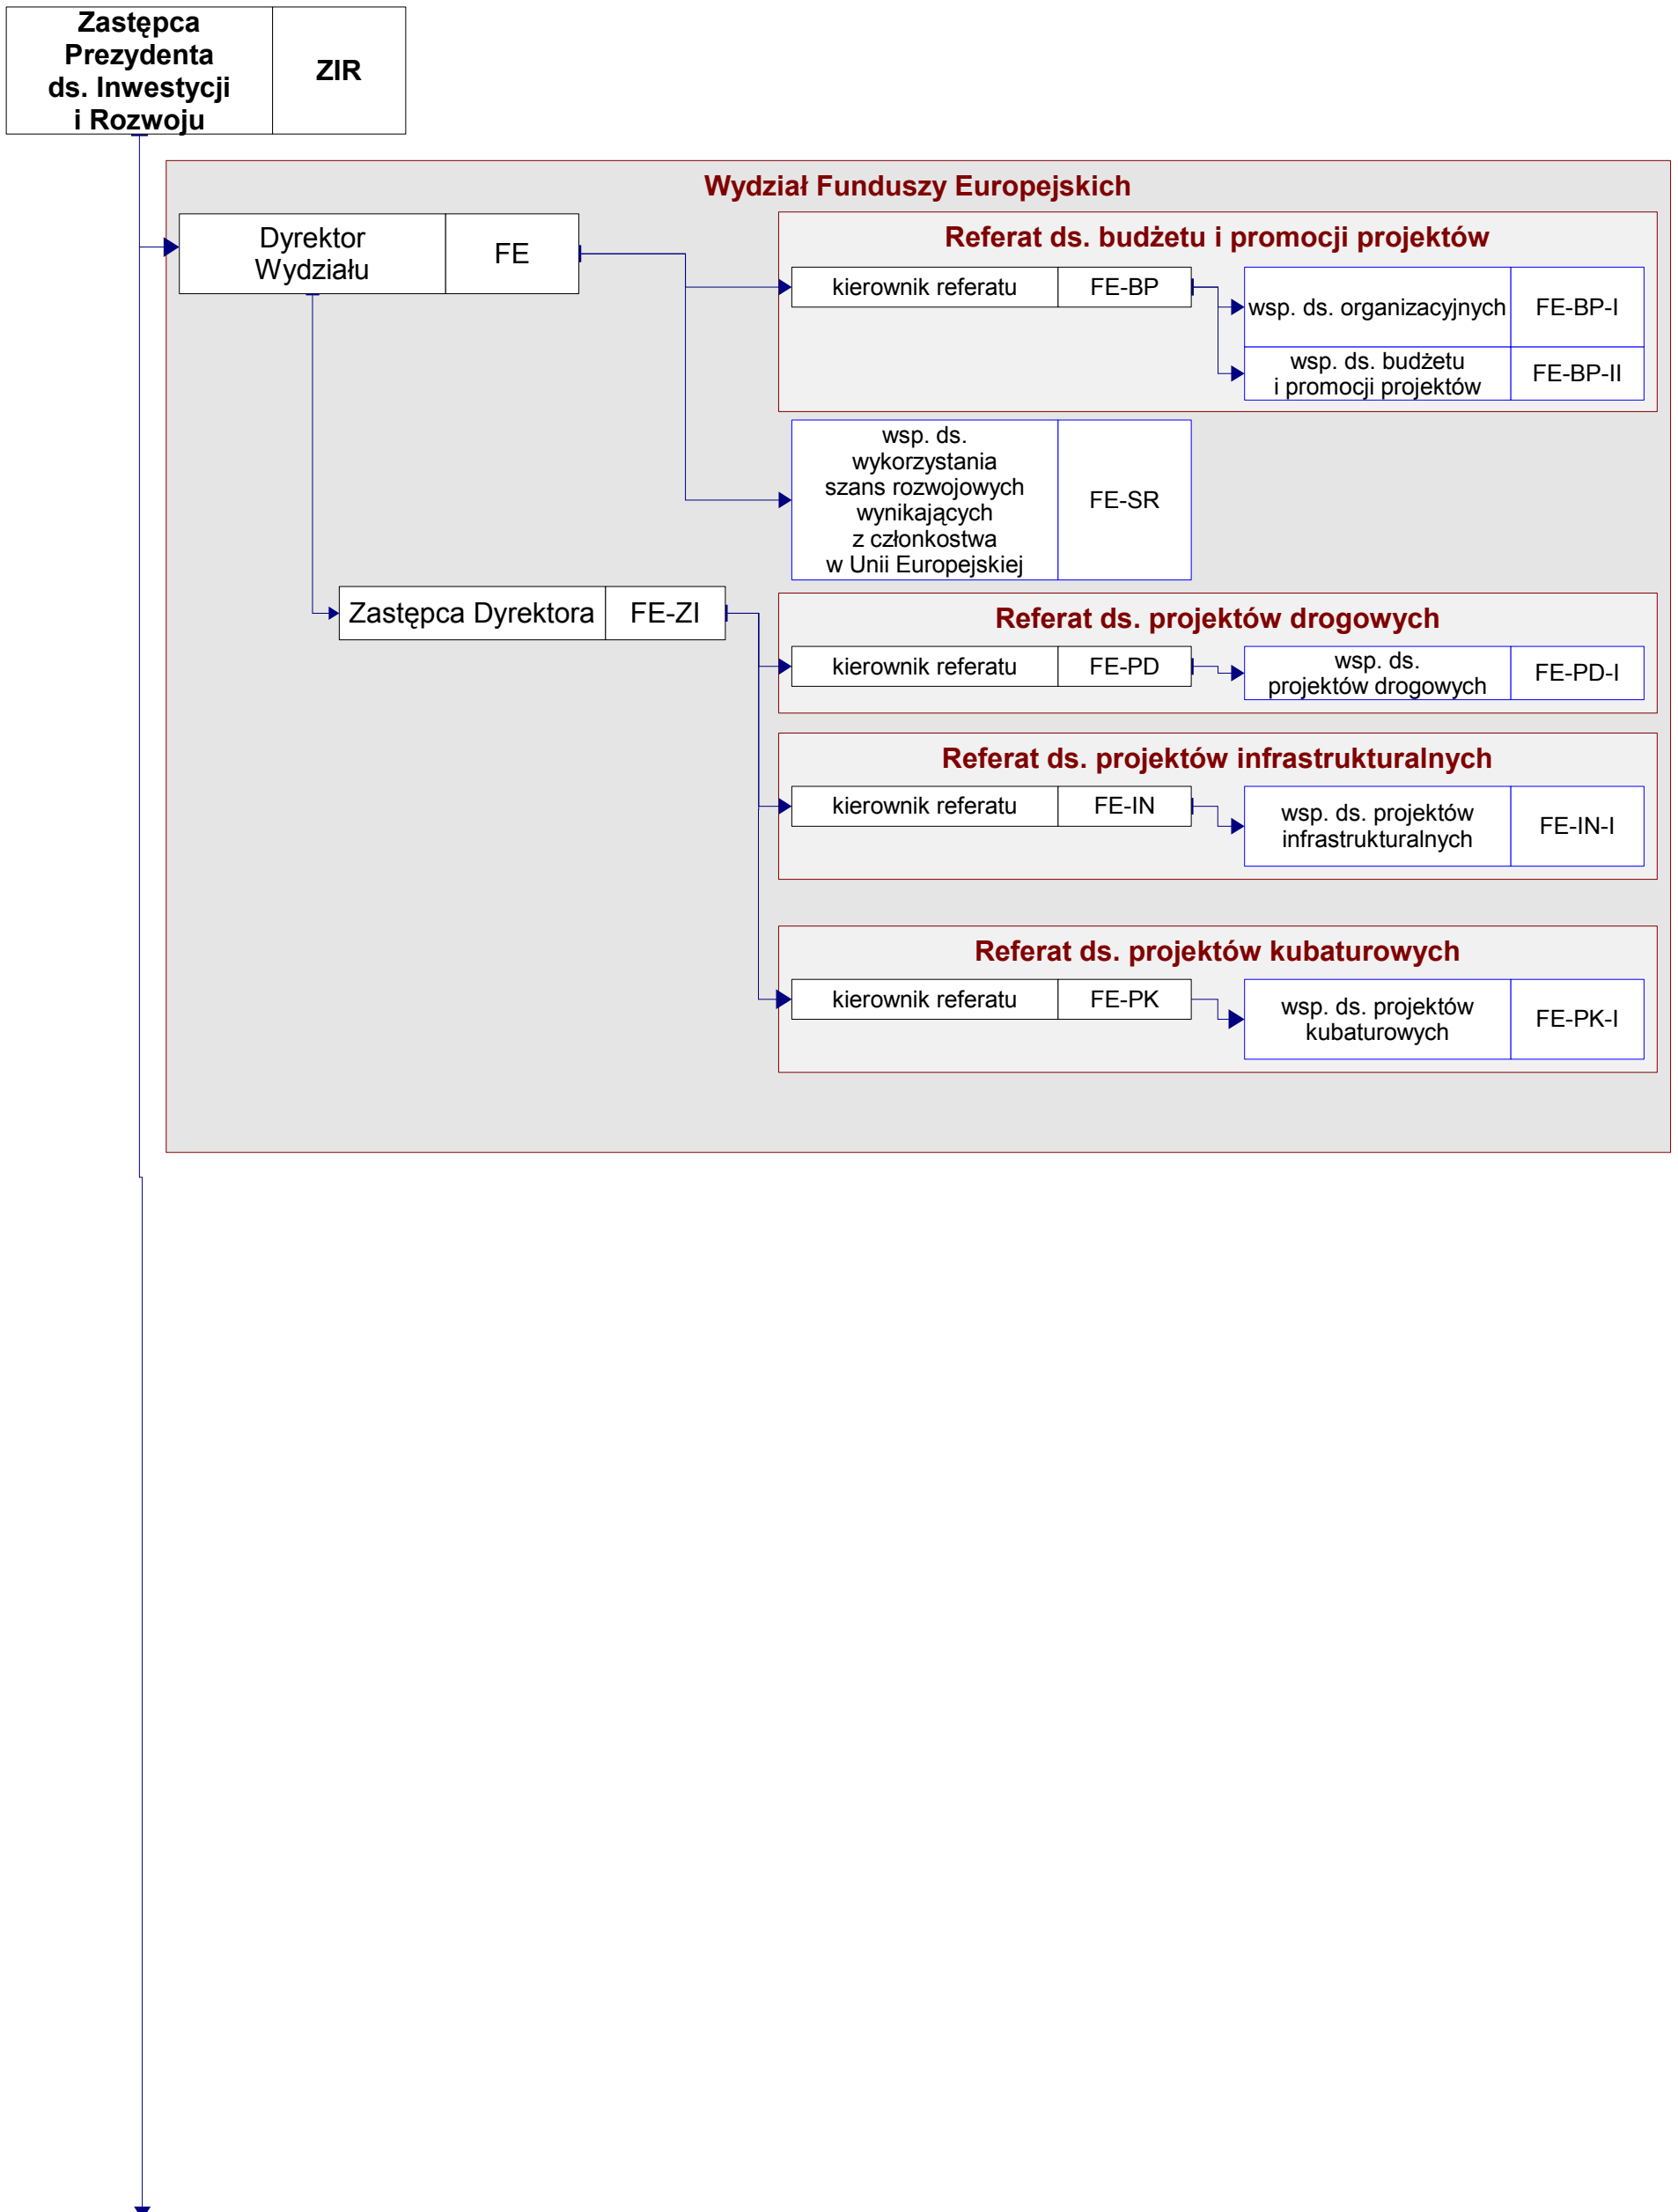 Zastępca
Prezydenta
ds. Inwestycji
i Rozwoju
ZIR
Wydział Funduszy Europejskich
Dyrektor
Wydziału
FE
Referat ds. budżetu i promocji projektów
kierownik referatu
FE-BP
wsp. ds. organizacyjnych
FE-BP-I
wsp. ds. budżetu
i promocji projektów
FE-BP-II
wsp. ds.
wykorzystania
szans rozwojowych
wynikających
z członkostwa
w Unii Europejskiej
FE-SR
Zastępca Dyrektora
FE-ZI
Referat ds. projektów drogowych
kierownik referatu
FE-PD
wsp. ds.
projektów drogowych
FE-PD-I
Referat ds. projektów infrastrukturalnych
kierownik referatu
FE-IN
wsp. ds. projektów
infrastrukturalnych
FE-IN-I
Referat ds. projektów kubaturowych
kierownik referatu
FE-PK
wsp. ds. projektów
kubaturowych
FE-PK-I